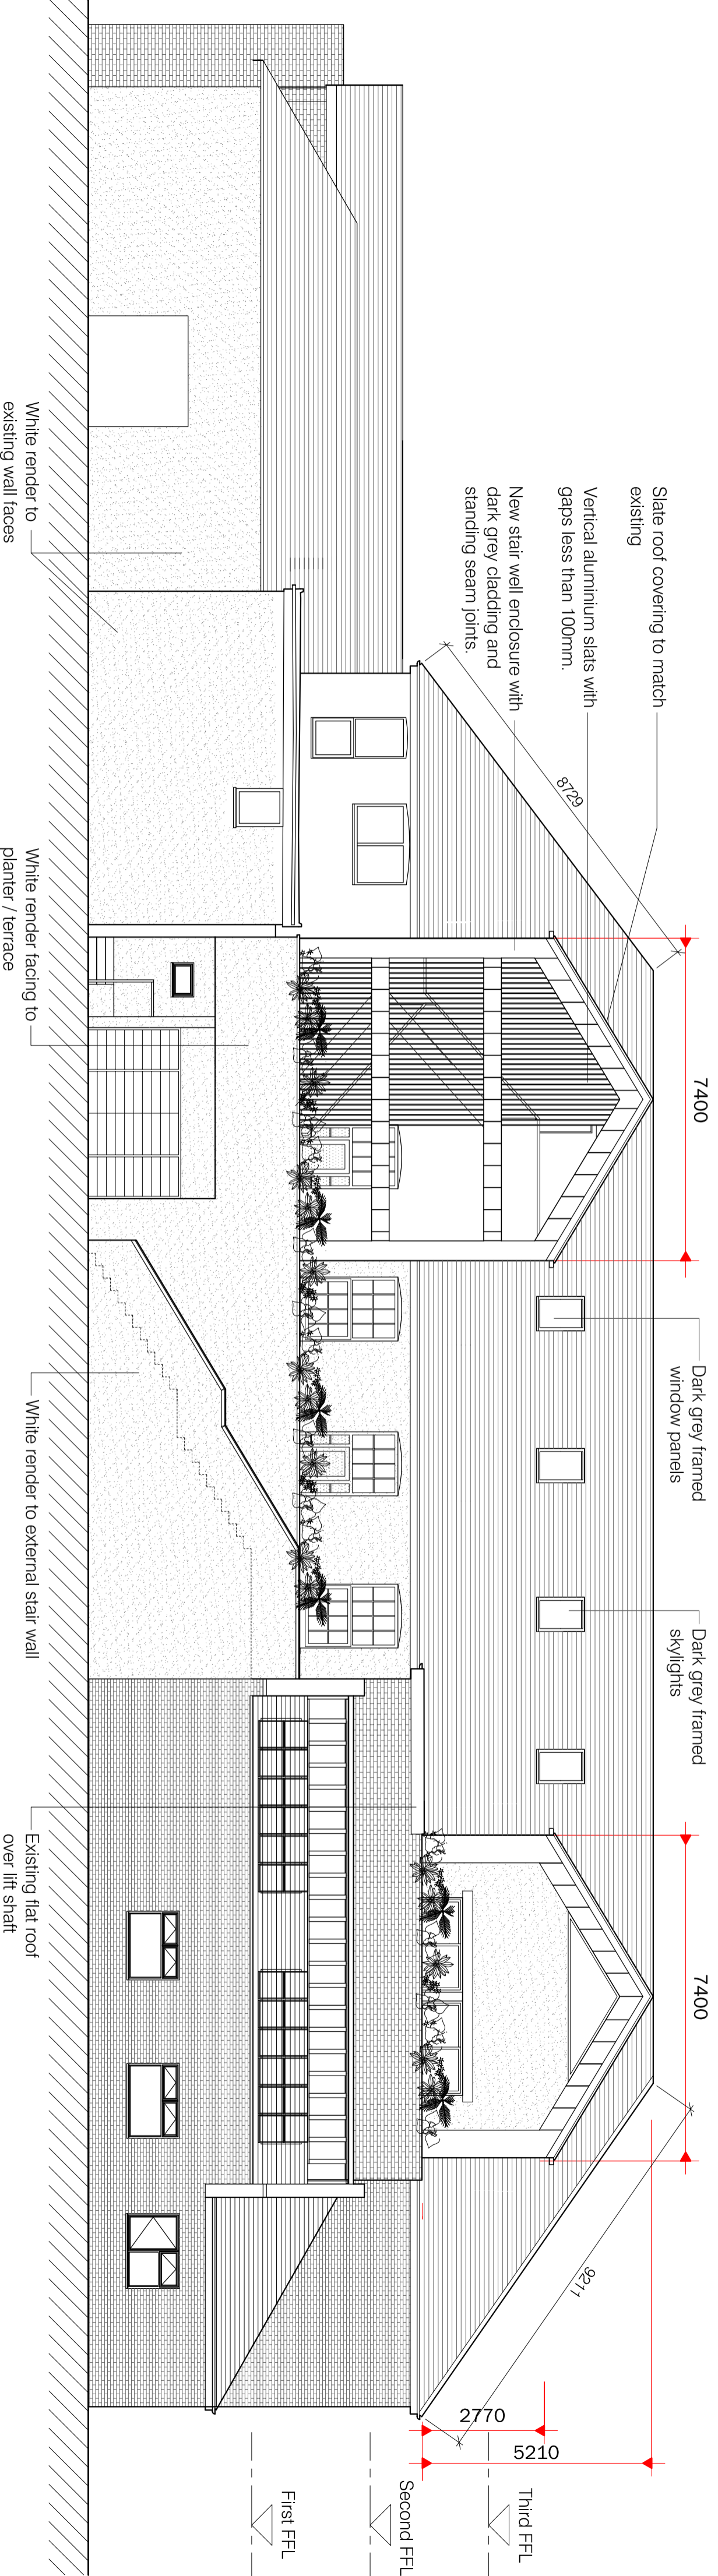 Slate roof covering to match
existing
Vertical aluminium slats with
gaps less than 100mm.
New stair well enclosure with
dark grey cladding and
standing seam joints.
8729
7400
Dark grey framed
window panels
Dark grey framed
skylights
7400
9211
2770
5210
Third FFL
Second FFL
First FFL
White render to
existing wall faces
White render facing to
planter / terrace
White render to external stair wall
Existing flat roof
over lift shaft